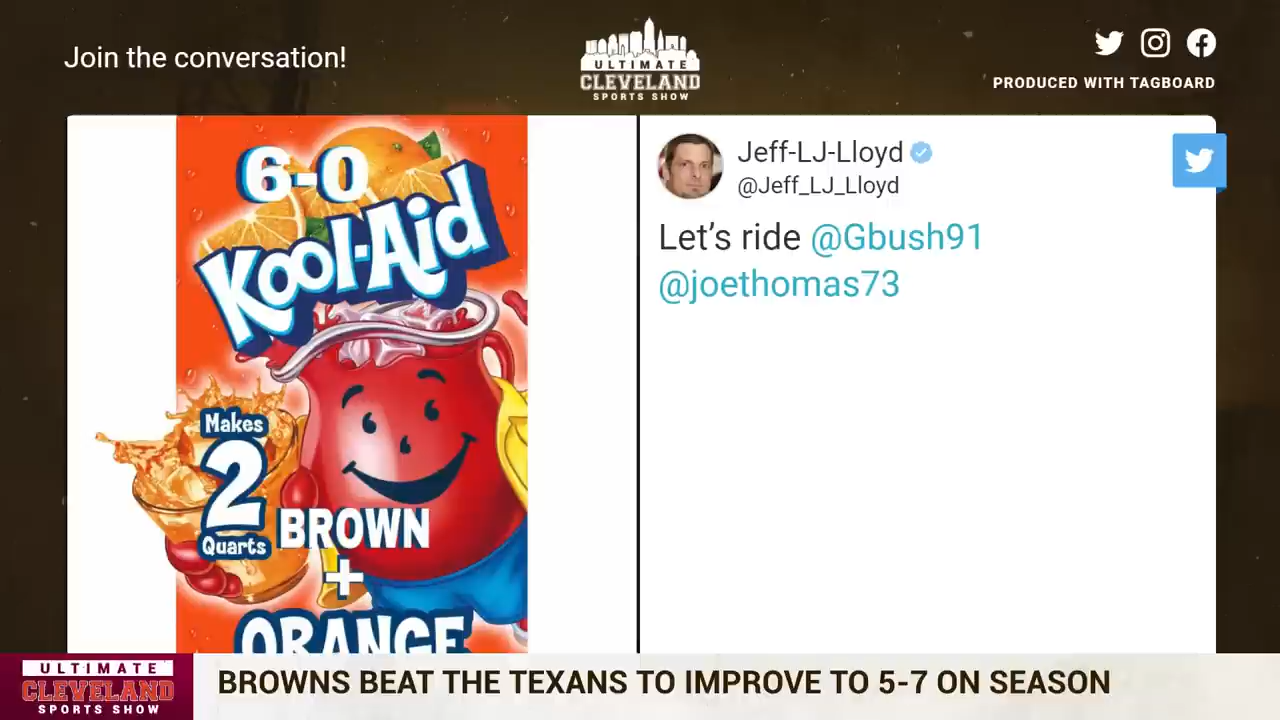 Join the conversation!
ULTIMATE
CLEVELAND
SPORTS SHOW
PRODUCED WITH TAGBOARD
6-0
Kool-Aid
Makes
2
Quarts
BROWN
+
ORANGE
Jeff-LJ-Lloyd
@Jeff_LJ_Lloyd
Let’s ride @Gbush91
@joethomas73
ULTIMATE
CLEVELAND
SPORTS SHOW
BROWNS BEAT THE TEXANS TO IMPROVE TO 5-7 ON SEASON